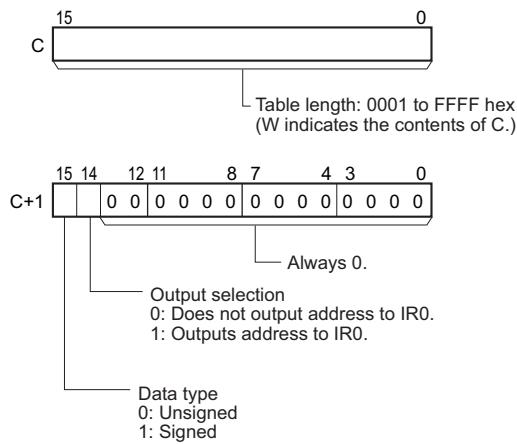 15 0
C
Table length: 0001 to FFFF hex
(W indicates the contents of C.)
15 14 12 11 8 7 4 3 0
C+1 0 0 0 0 0 0 0 0 0 0 0 0 0 0
Always 0.
Output selection
0: Does not output address to IR0.
1: Outputs address to IR0.
Data type
0: Unsigned
1: Signed